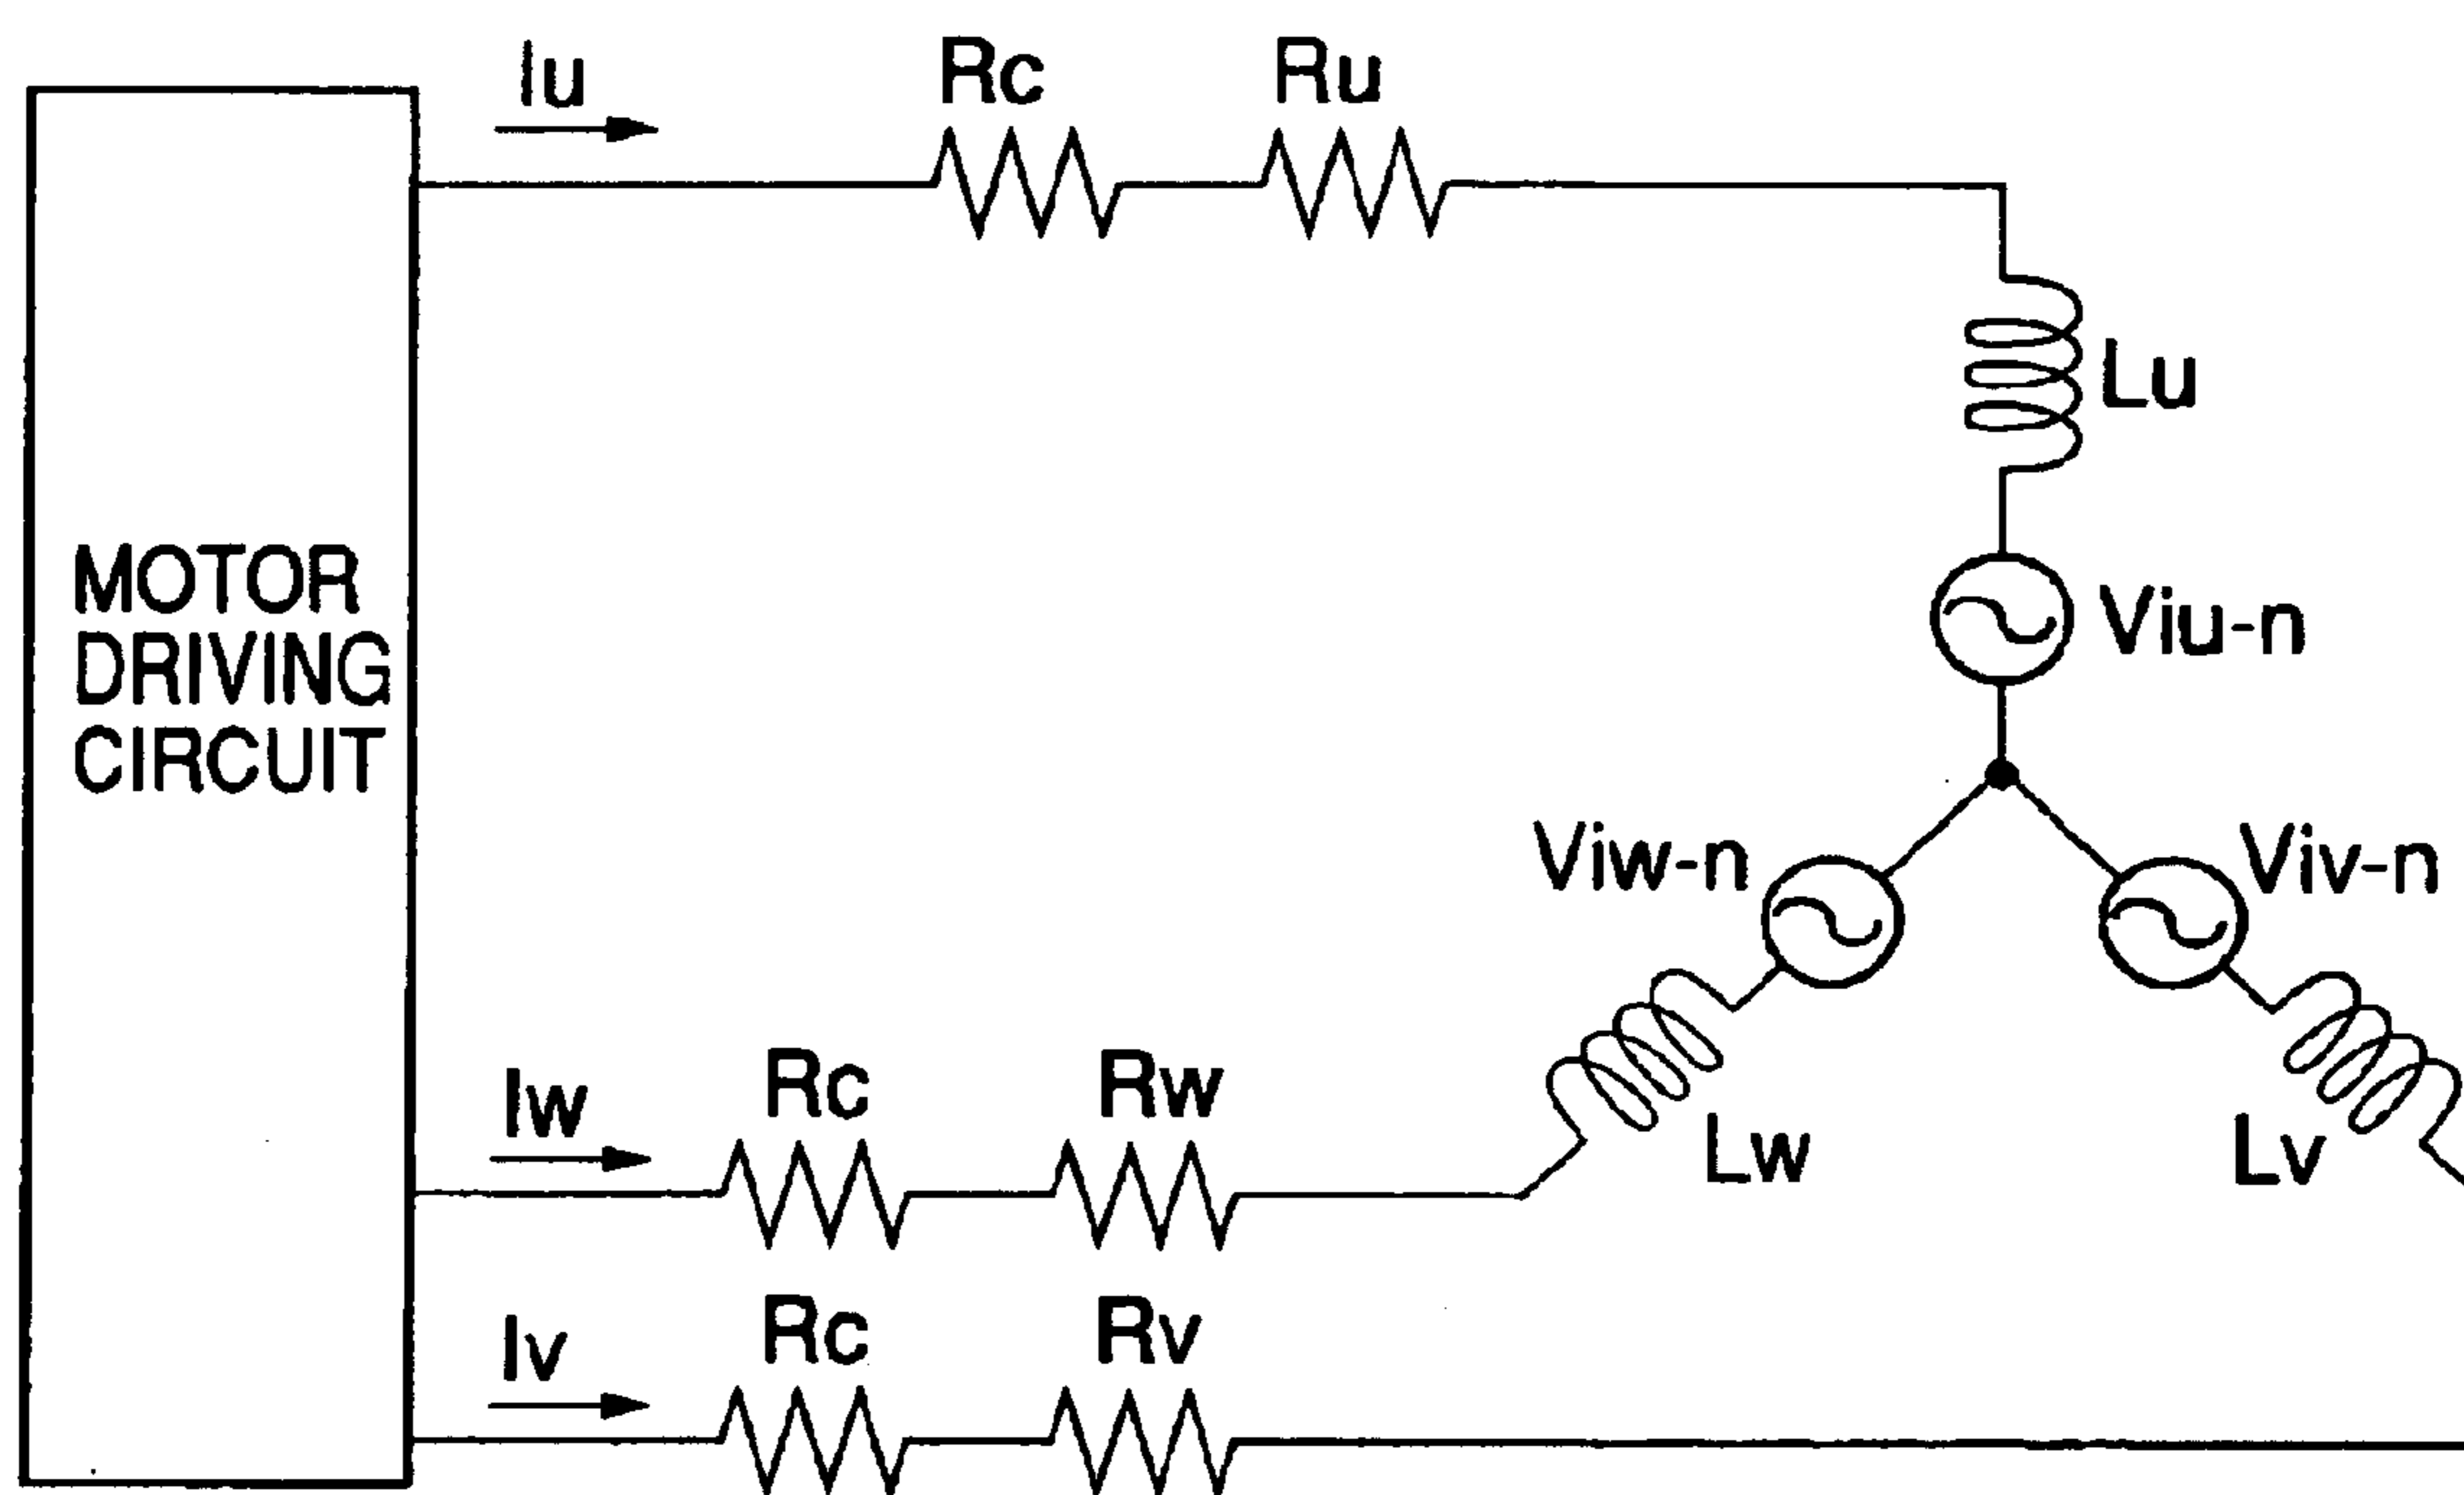 Iu
Rc
Ru
Lu
MOTOR
DRIVING
CIRCUIT
Viu-n
Viw-n
Viv-n
Iw
Rc
Rw
Lw
Lv
Iv
Rc
Rv